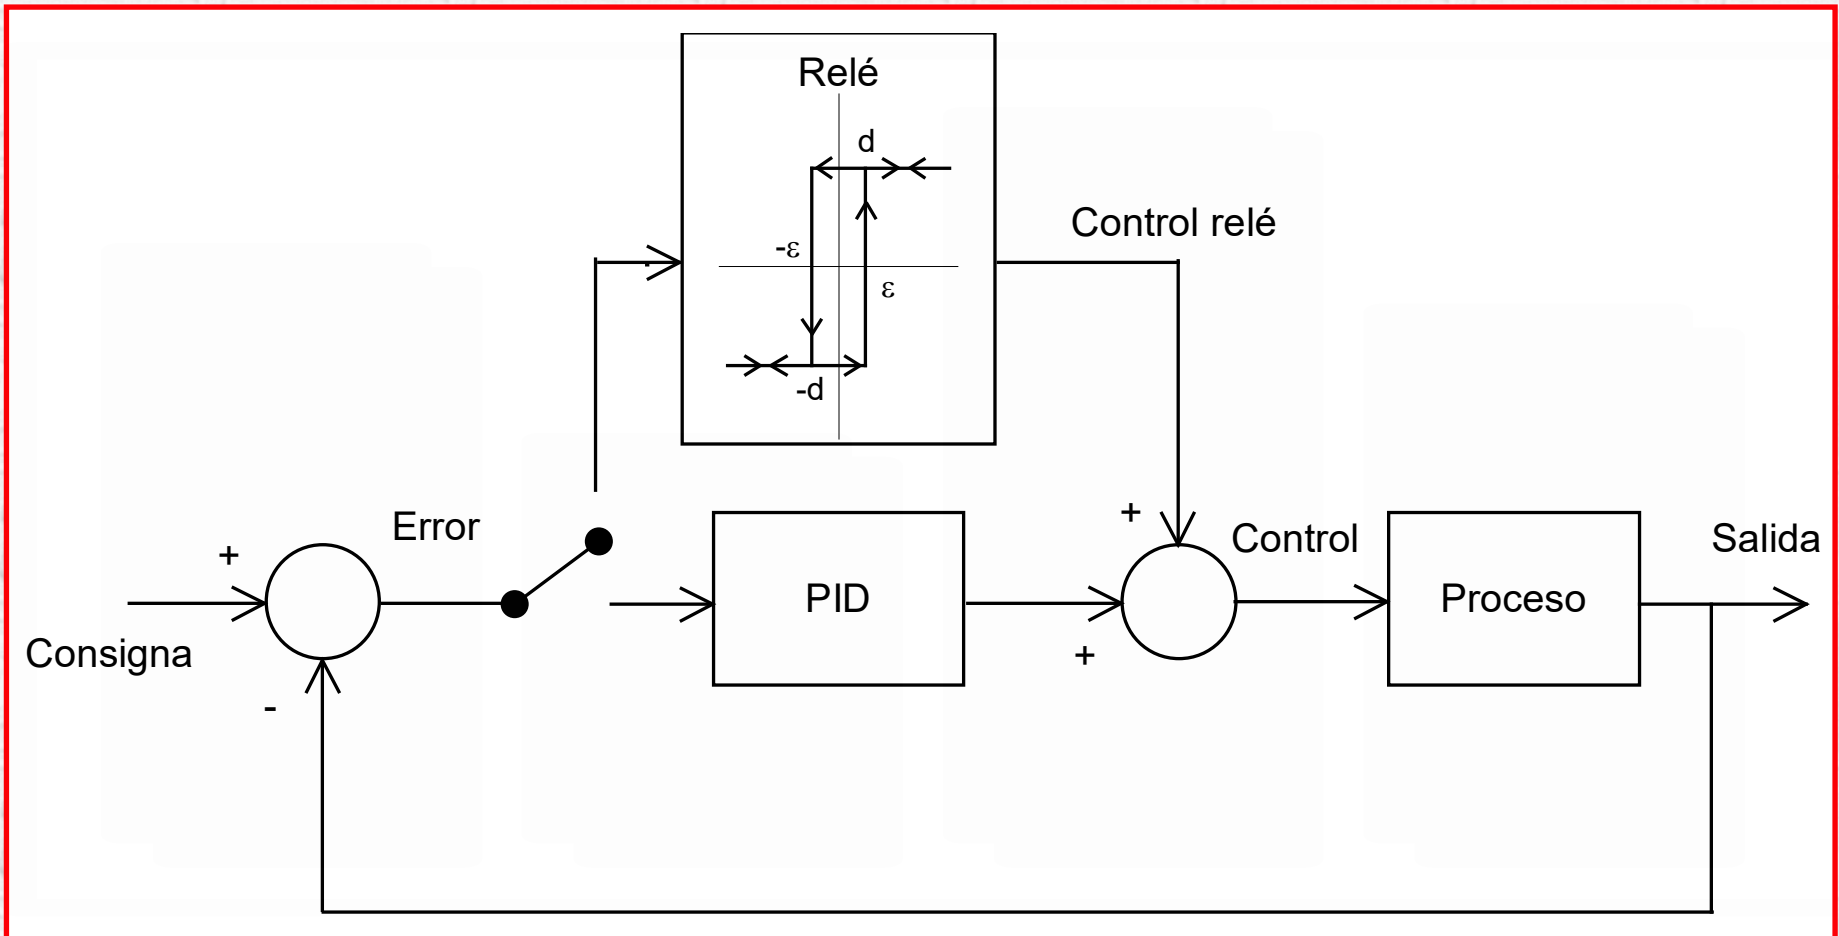 Relé
d
-ε
ε
-d
Control relé
Error
+
Consigna
-
PID
+
+
Control
Proceso
Salida